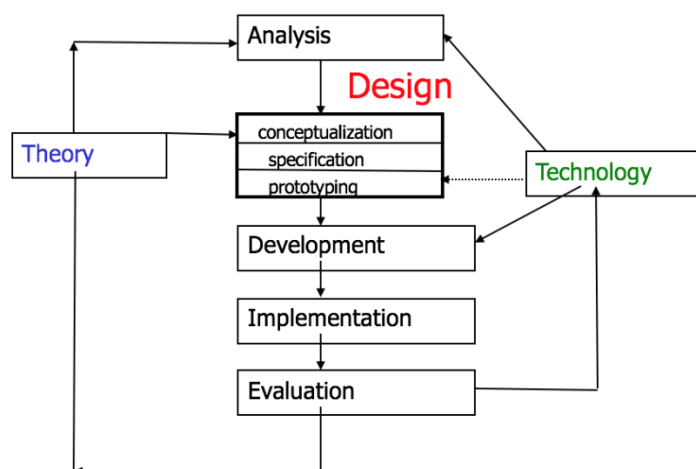 Analysis
Design
conceptualization
Theory
specification
Technology
prototyping
Development
Implementation
Evaluation